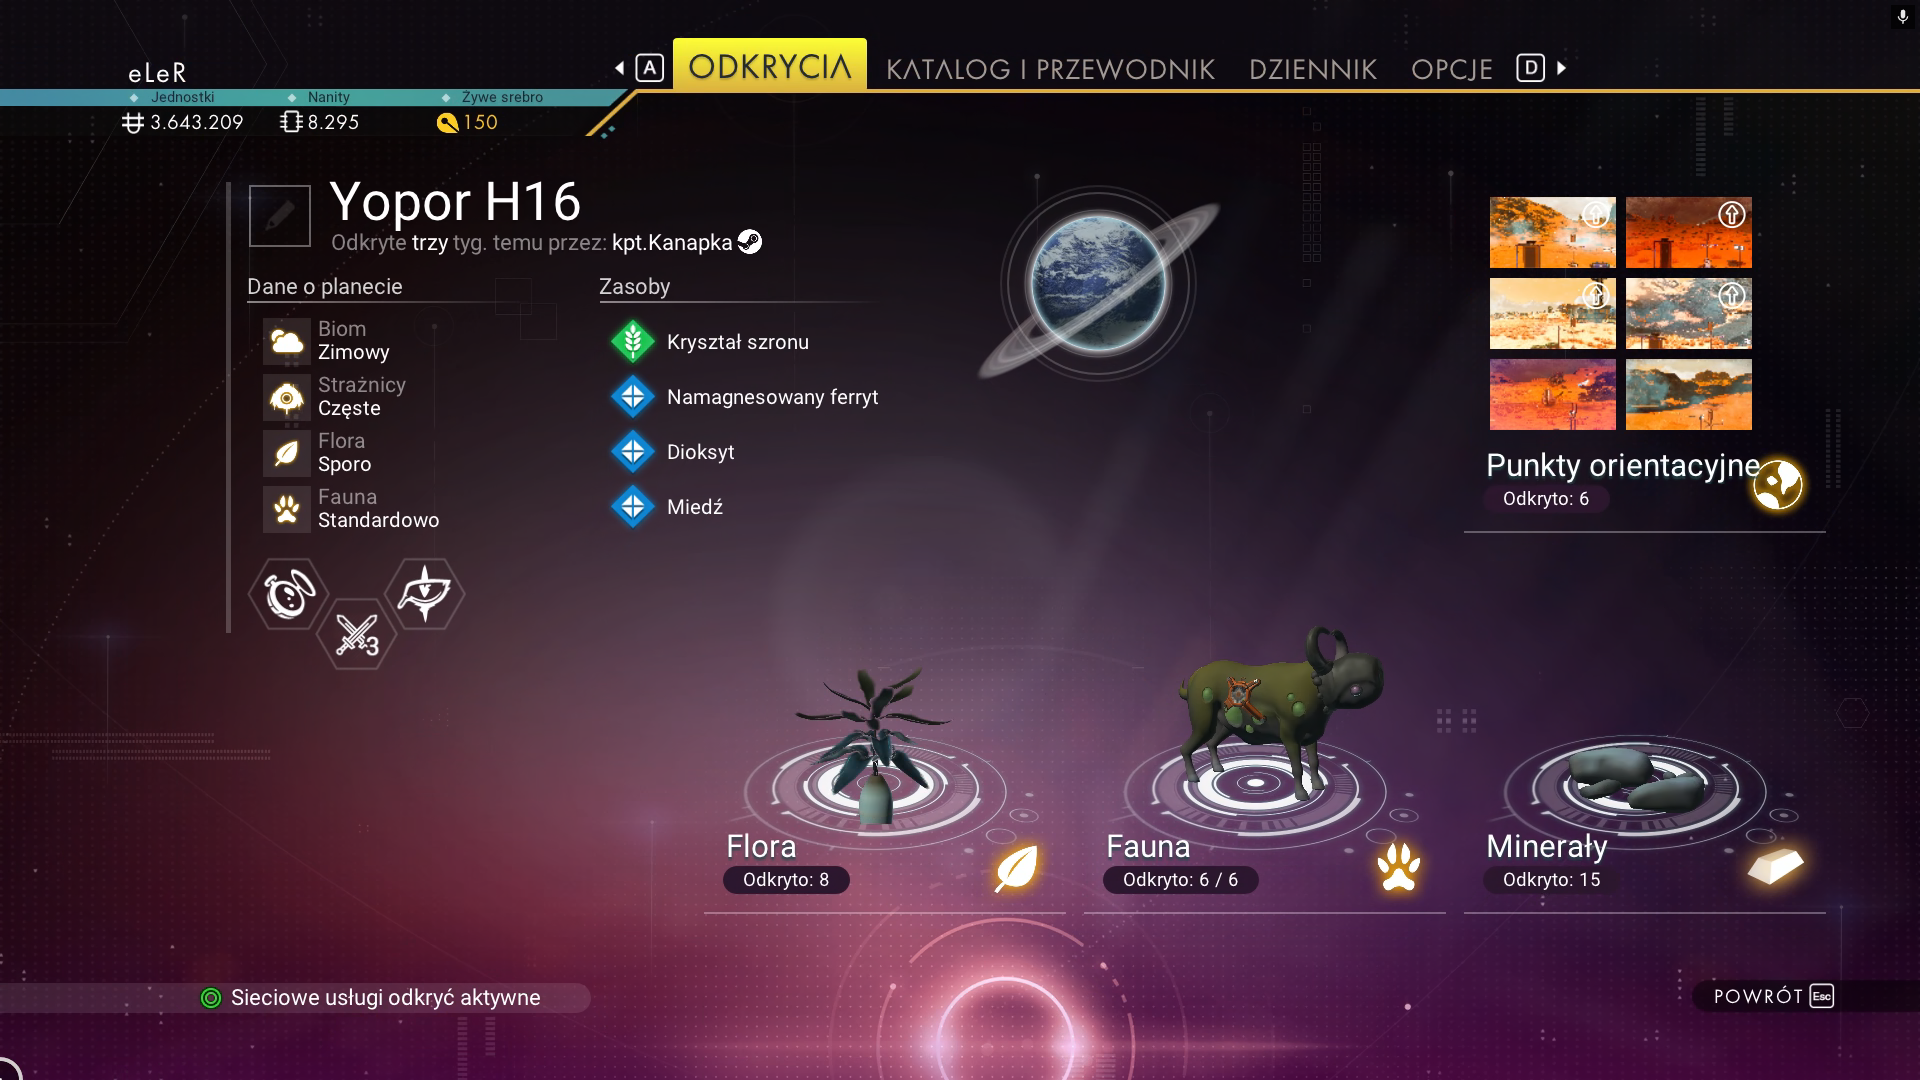 eLeR
A ODKRYCIA KATALOG I PRZEWODNIK DZIENNIK OPCJE D
Jednostki Nanity Żywe srebro
3.643.209 8.295 150
Yopor H16
Odkryte trzy tyg. temu przez: kpt.Kanapka
Dane o planecie
Biom
Zimowy
Strażnicy
Częste
Flora
Sporo
Fauna
Standardowo
3
Zasoby
Kryształ szronu
Namagnesowany ferryt
Dioksyt
Miedź
Punkty orientacyjne
Odkryto: 6
Flora
Odkryto: 8
Fauna
Odkryto: 6 / 6
Minerały
Odkryto: 15
Sieciowe usługi odkryć aktywne
POWRÓT Esc